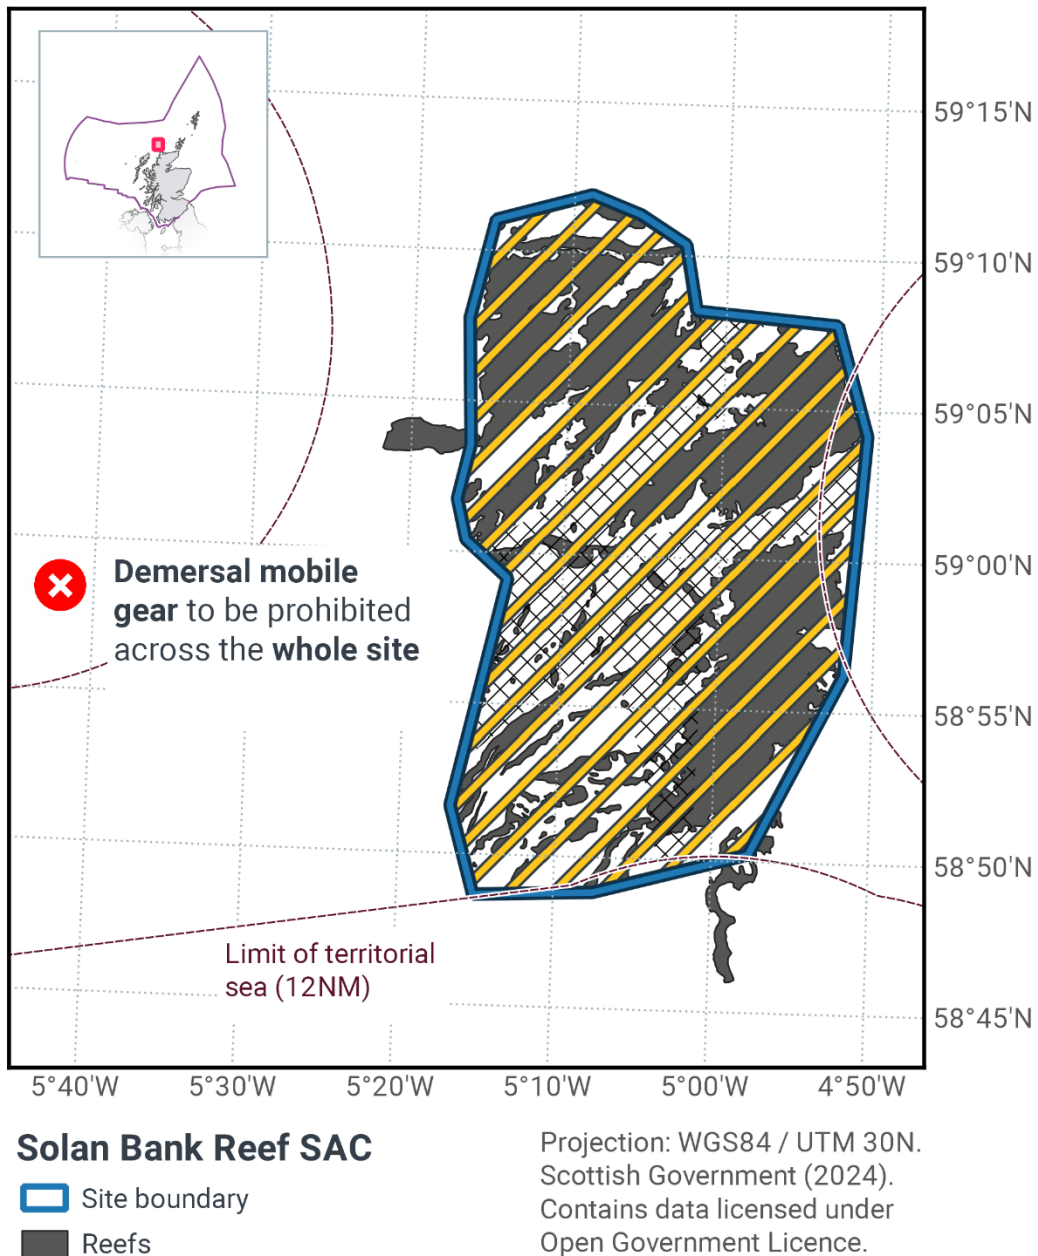 59°15'N
59°10'N
59°05'N
59°00'N
58°55'N
58°50'N
58°45'N
Demersal mobile
gear to be prohibited
across the whole site
Limit of territorial
sea (12NM)
5°40'W 5°30'W 5°20'W 5°10'W 5°00'W 4°50'W
Solan Bank Reef SAC
Site boundary
Reefs
Projection: WGS84 / UTM 30N.
Scottish Government (2024).
Contains data licensed under
Open Government Licence.